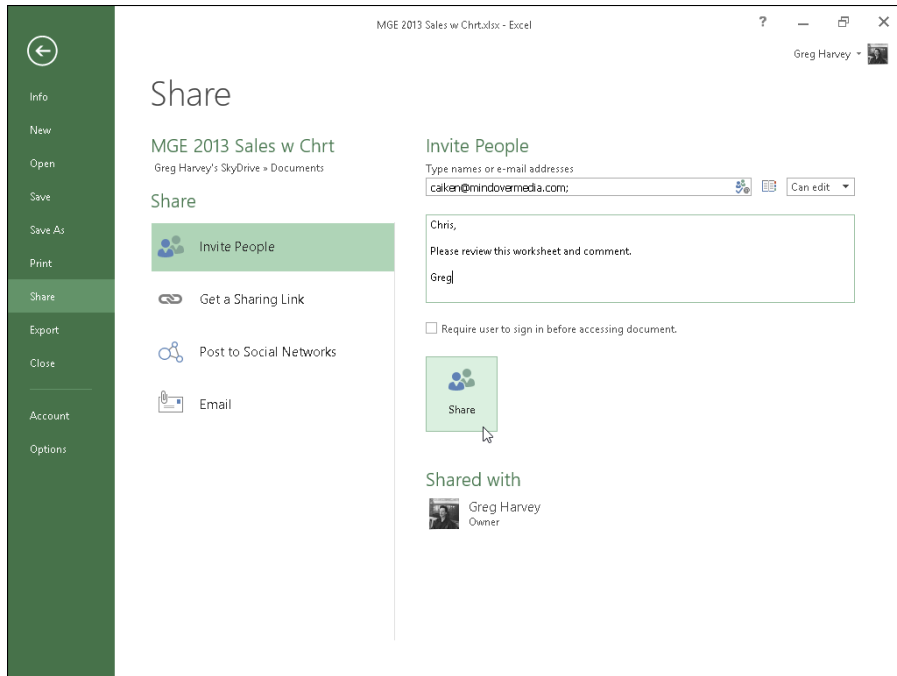 MGE 2013 Sales w Chrt.xlsx - Excel
?
Greg Harvey
Info
New
Open
Save
Save As
Print
Share
Export
Close
Account
Options
Share
MGE 2013 Sales w Chrt
Greg Harvey's SkyDrive » Documents
Share
Invite People
Get a Sharing Link
Post to Social Networks
Email
Invite People
Type names or e-mail addresses
caiken@mindovermedia.com;
Can edit
Chris,
Please review this worksheet and comment.
Greg
Require user to sign in before accessing document.
Share
Shared with
Greg Harvey
Owner